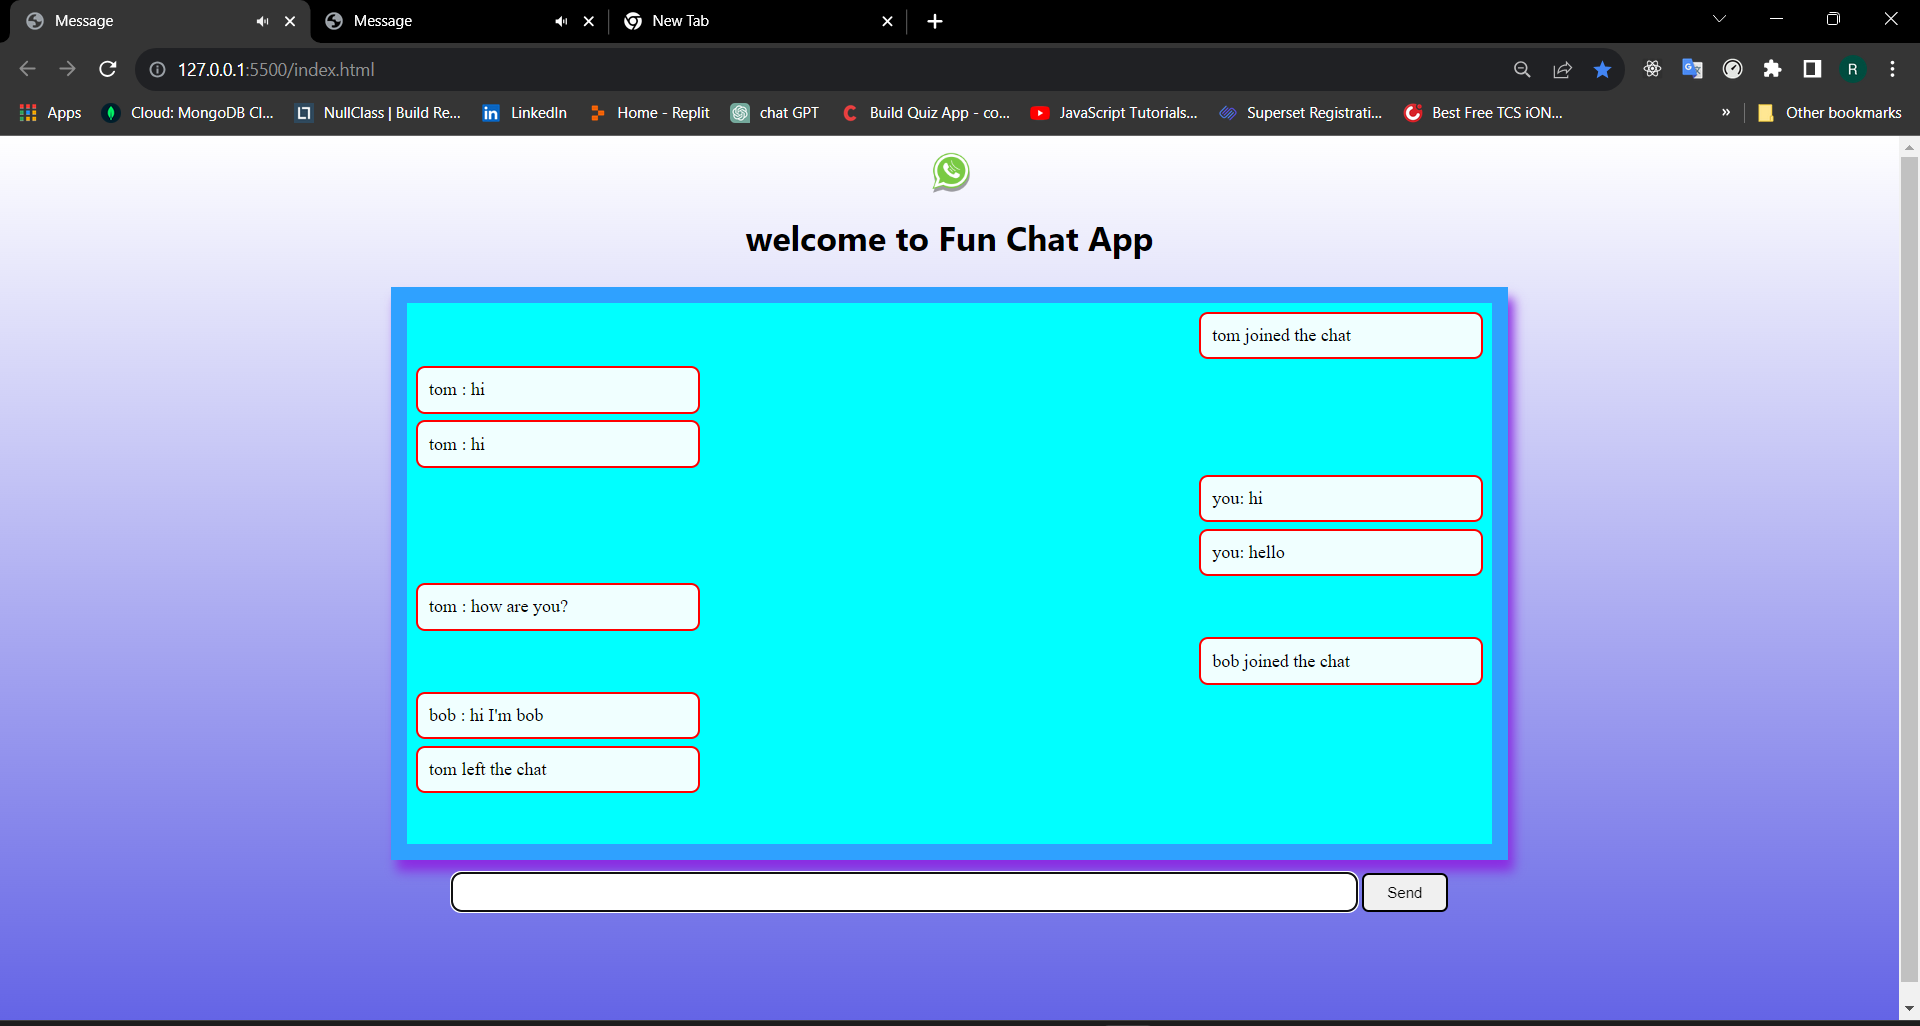 Message
Message
New Tab
127.0.0.1:5500/index.html
R
Apps
Cloud: MongoDB Cl...
NullClass | Build Re...
LinkedIn
Home - Replit
chat GPT
Build Quiz App - co...
JavaScript Tutorials...
Superset Registrati...
Best Free TCS iON...
»
Other bookmarks
welcome to Fun Chat App
tom joined the chat
tom : hi
tom : hi
you: hi
you: hello
tom : how are you?
bob joined the chat
bob : hi I'm bob
tom left the chat
Send